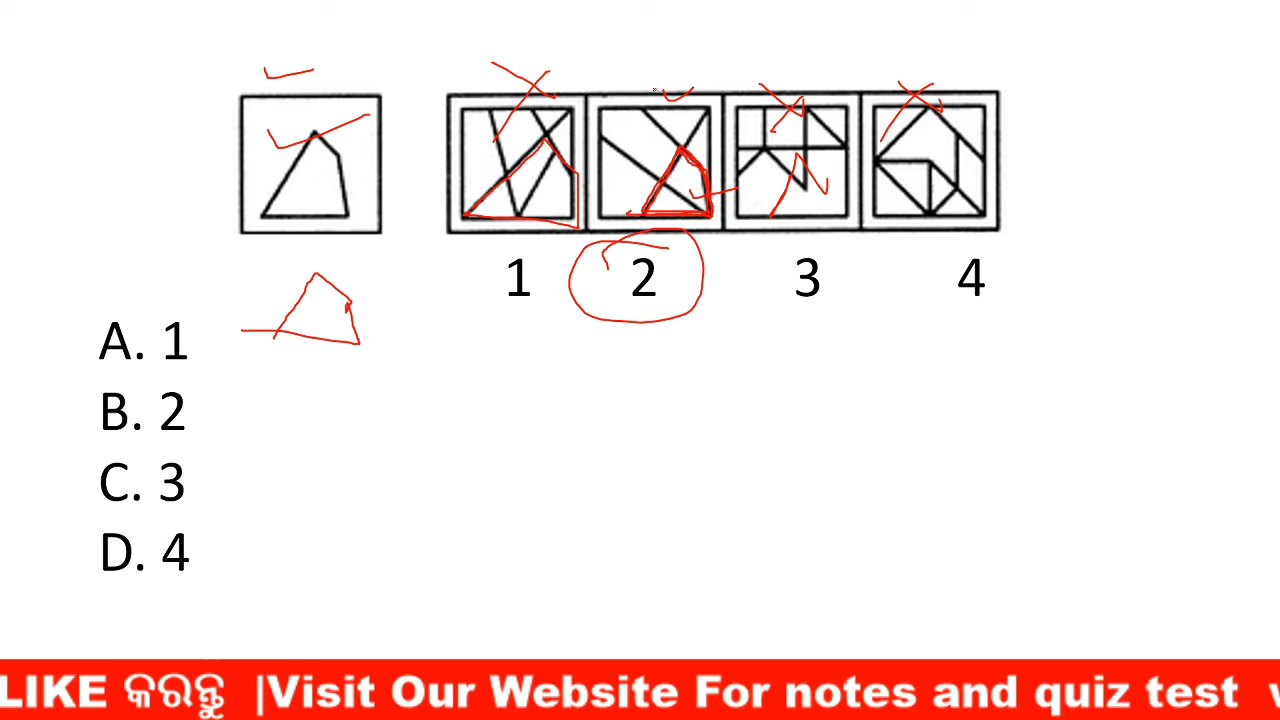 1 2 3 4
A. 1
B. 2
C. 3
D. 4
LIKE କରନ୍ତୁ |Visit Our Website For notes and quiz test